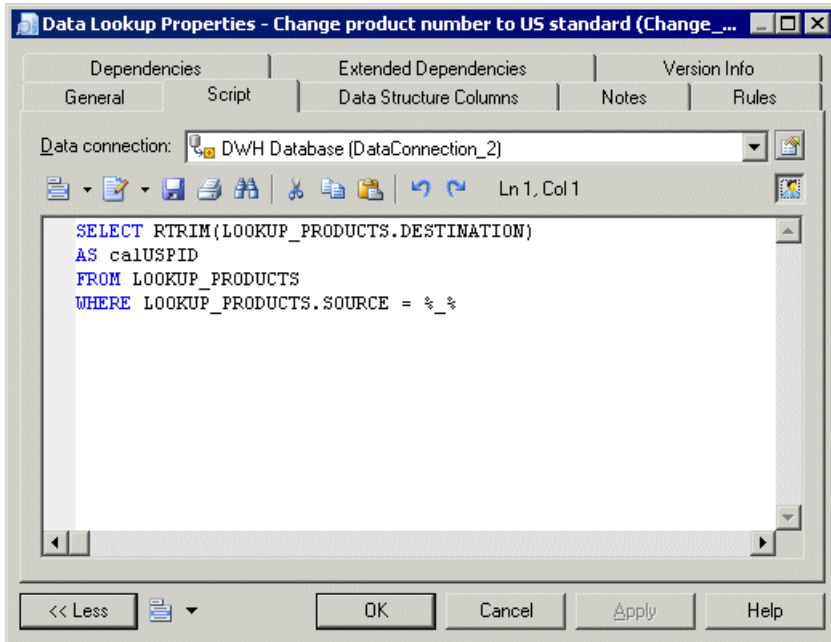 Data Lookup Properties - Change product number to US standard (Change_...
Dependencies Extended Dependencies Version Info
General Script Data Structure Columns Notes Rules
Data connection: DWH Database (DataConnection_2)
Ln 1, Col 1
SELECT RTRIM(LOOKUP_PRODUCTS.DESTINATION)
AS calUSPID
FROM LOOKUP_PRODUCTS
WHERE LOOKUP_PRODUCTS.SOURCE = %_%
<< Less OK Cancel Apply Help